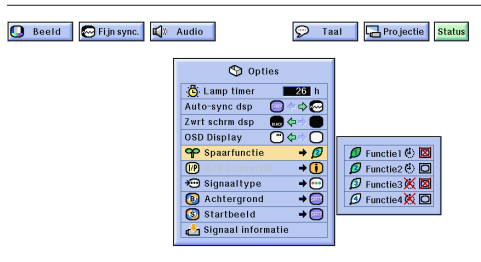 Beeld Fijn sync. Audio Taal Projectie Status
Opties
Lamp timer 26 h
Auto-sync dsp
Zwrt schrm dsp
OSD Display
Spaarfunctie
I/P
Signaaltype
Achtergrond
Startbeeld
Signaal informatie
Functie1
Functie2
Functie3
Functie4